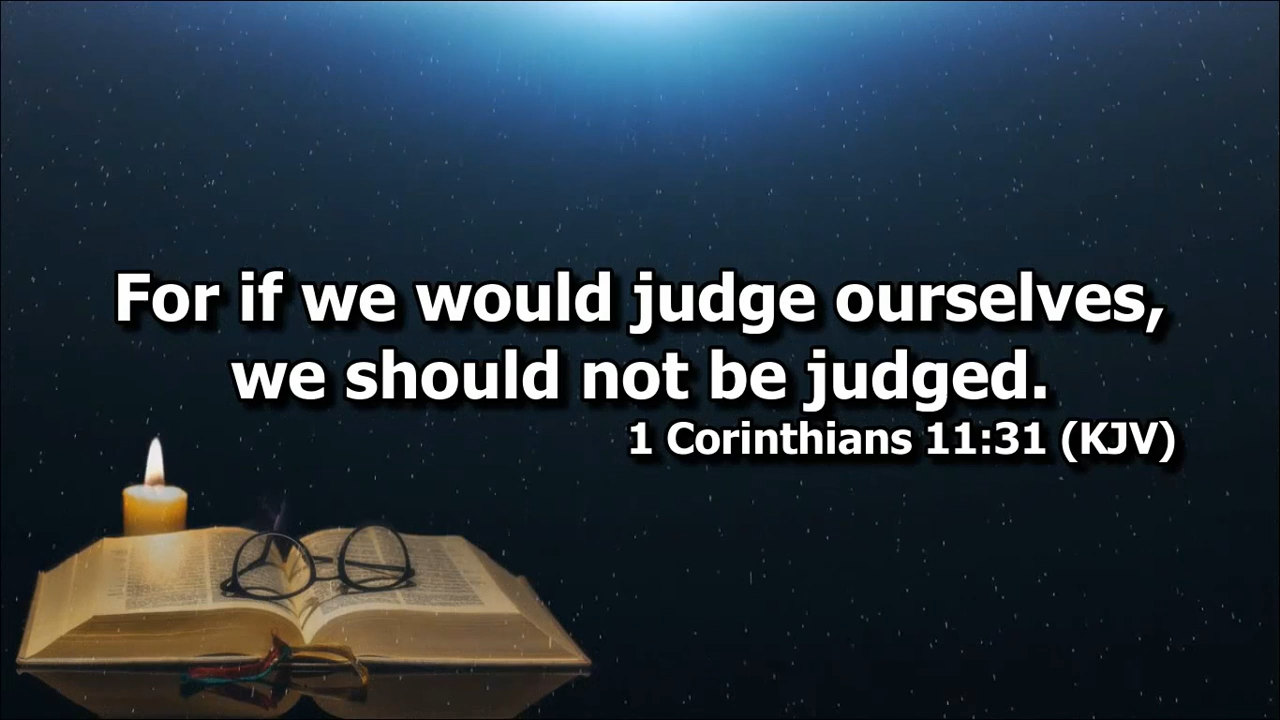 For if we would judge ourselves,
we should not be judged.
1 Corinthians 11:31 (KJV)